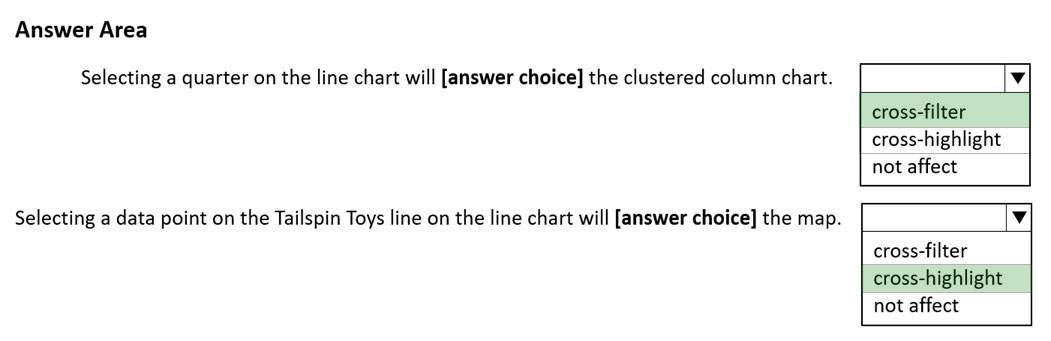 Answer Area
Selecting a quarter on the line chart will [answer choice] the clustered column chart.
cross-filter
cross-highlight
not affect
Selecting a data point on the Tailspin Toys line on the line chart will [answer choice] the map.
cross-filter
cross-highlight
not affect